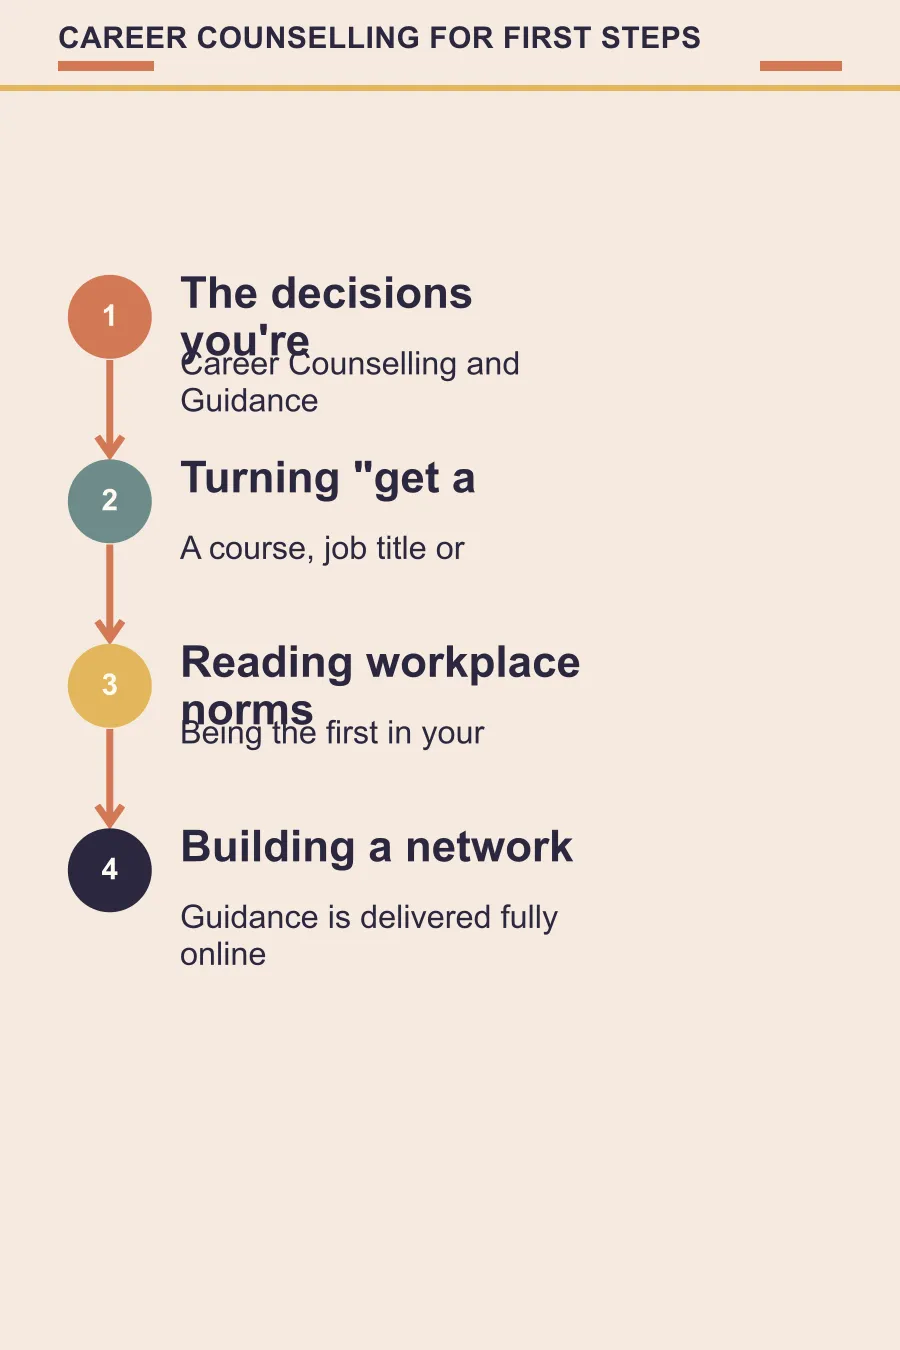 CAREER COUNSELLING FOR FIRST STEPS
1
The decisions
you're
Career Counselling and
Guidance
2
Turning "get a
A course, job title or
3
Reading workplace
norms
Being the first in your
4
Building a network
Guidance is delivered fully
online